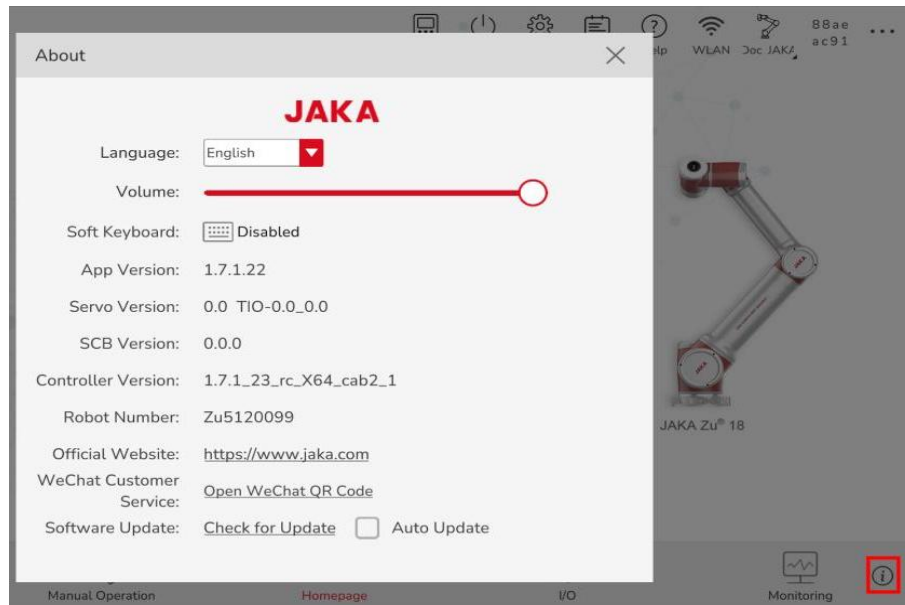 elp
WLAN
Doc JAKA
88ae
ac91
About
JAKA
Language:
English
Volume:
Soft Keyboard:
Disabled
App Version:
1.7.1.22
Servo Version:
0.0 TIO-0.0_0.0
SCB Version:
0.0.0
Controller Version:
1.7.1_23_rc_X64_cab2_1
Robot Number:
Zu5120099
Official Website:
https://www.jaka.com
WeChat Customer
Service:
Open WeChat QR Code
Software Update:
Check for Update
Auto Update
JAKA Zu® 18
Manual Operation
Homepage
I/O
Monitoring